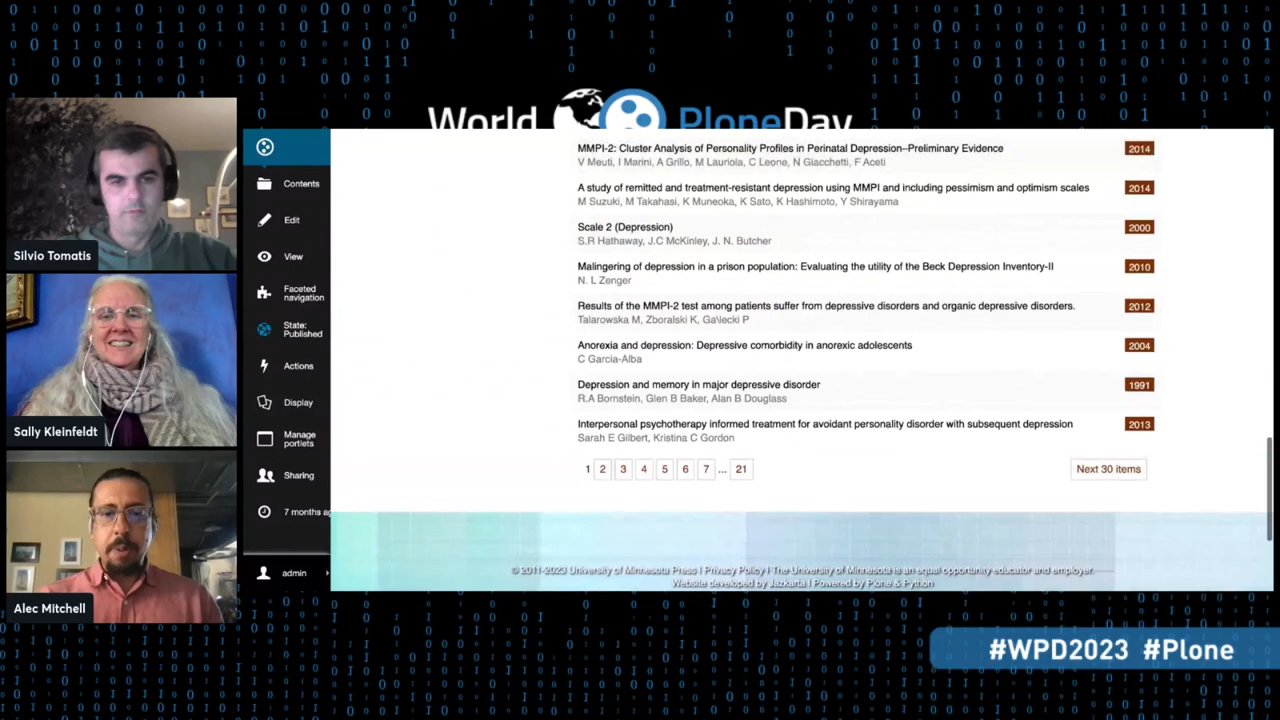 World PloneDay
Silvio Tomatis
Sally Kleinfeldt
Alec Mitchell
Contents
Edit
View
Faceted
navigation
State:
Published
Actions
Display
Manage
portlets
Sharing
7 months ag
admin
MMPI-2: Cluster Analysis of Personality Profiles in Perinatal Depression–Preliminary Evidence 2014
V Meuti, I Marini, A Grillo, M Lauriola, C Leone, N Giacchetti, F Aceti
A study of remitted and treatment-resistant depression using MMPI and including pessimism and optimism scales 2014
M Suzuki, M Takahasi, K Muneoka, K Sato, K Hashimoto, Y Shirayama
Scale 2 (Depression) 2000
S.R Hathaway, J.C McKinley, J. N. Butcher
Malingering of depression in a prison population: Evaluating the utility of the Beck Depression Inventory-II 2010
N. L Zenger
Results of the MMPI-2 test among patients suffer from depressive disorders and organic depressive disorders. 2012
Talarowska M, Zboralski K, Ga\lecki P
Anorexia and depression: Depressive comorbidity in anorexic adolescents 2004
C Garcia-Alba
Depression and memory in major depressive disorder 1991
R.A Bornstein, Glen B Baker, Alan B Douglass
Interpersonal psychotherapy informed treatment for avoidant personality disorder with subsequent depression 2013
Sarah E Gilbert, Kristina C Gordon
1 2 3 4 5 6 7 ... 21 Next 30 items
© 2011-2023 University of Minnesota Press | Privacy Policy | The University of Minnesota is an equal opportunity educator and employer.
Website developed by Jazkarta | Powered by Plone & Python
#WPD2023 #Plone